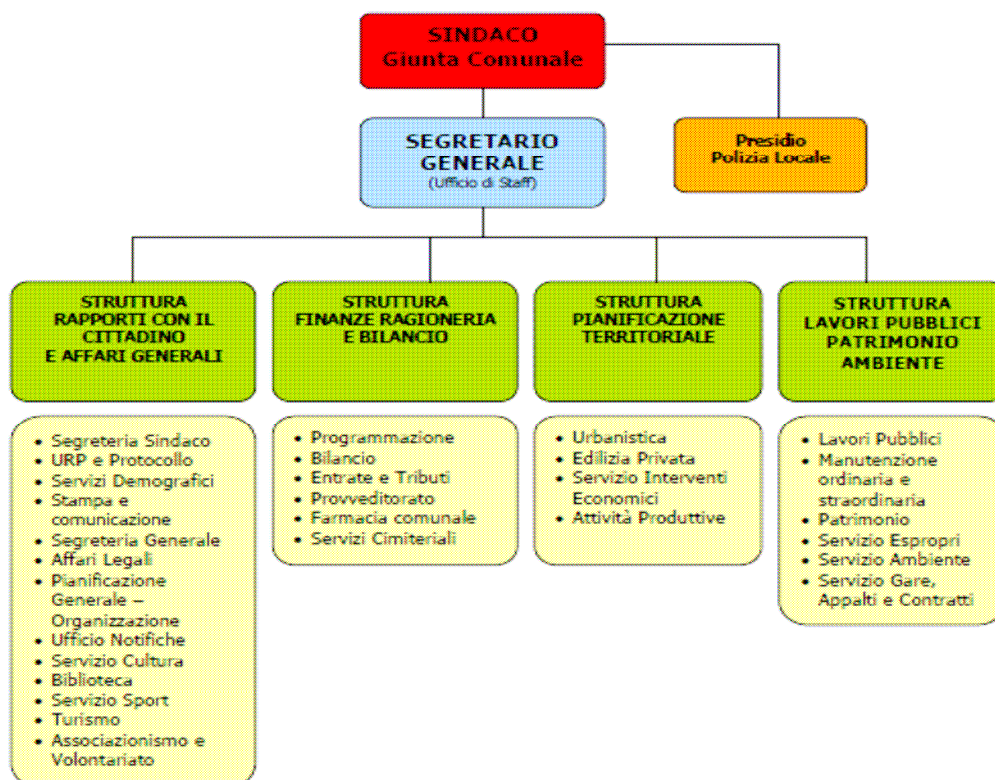 SINDACO
Giunta Comunale
SEGRETARIO
GENERALE
(Ufficio di Staff)
Presidio
Polizia Locale
STRUTTURA
RAPPORTI CON IL
CITTADINO
E AFFARI GENERALI
• Segreteria Sindaco
• URP e Protocollo
• Servizi Demografici
• Stampa e
comunicazione
• Segreteria Generale
• Affari Legali
• Pianificazione
Generale –
Organizzazione
• Ufficio Notifiche
• Servizio Cultura
• Biblioteca
• Servizio Sport
• Turismo
• Associazionismo e
Volontariato
STRUTTURA
FINANZE RAGIONERIA
E BILANCIO
• Programmazione
• Bilancio
• Entrate e Tributi
• Provveditorato
• Farmacia comunale
• Servizi Cimiteriali
STRUTTURA
PIANIFICAZIONE
TERRITORIALE
• Urbanistica
• Edilizia Privata
• Servizio Interventi
Economici
• Attività Produttive
STRUTTURA
LAVORI PUBBLICI
PATRIMONIO
AMBIENTE
• Lavori Pubblici
• Manutenzione
ordinaria e
straordinaria
• Patrimonio
• Servizio Espropri
• Servizio Ambiente
• Servizio Gare,
Appalti e Contratti